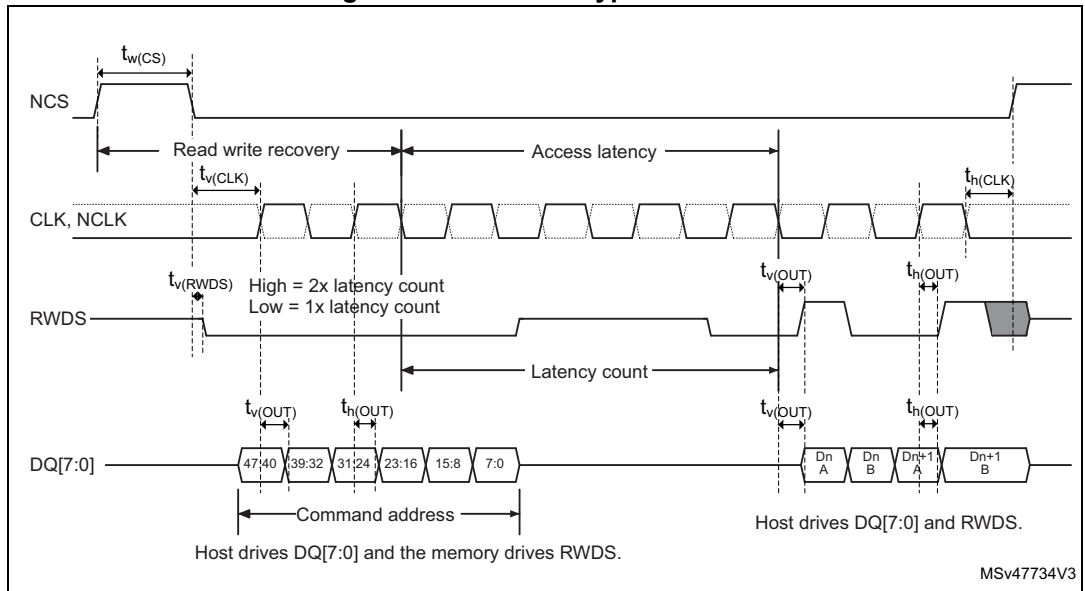 tw(CS)
NCS
Read write recovery
Access latency
tv(CLK)
th(CLK)
CLK, NCLK
tv(RWDS)
High = 2x latency count
Low = 1x latency count
tv(OUT)
th(OUT)
RWDS
Latency count
tv(OUT)
th(OUT)
tv(OUT)
th(OUT)
DQ[7:0]
47:40
39:32
31:24
23:16
15:8
7:0
Dn
A
Dn
B
Dn+1
A
Dn+1
B
Command address
Host drives DQ[7:0] and RWDS.
Host drives DQ[7:0] and the memory drives RWDS.
MSv47734V3